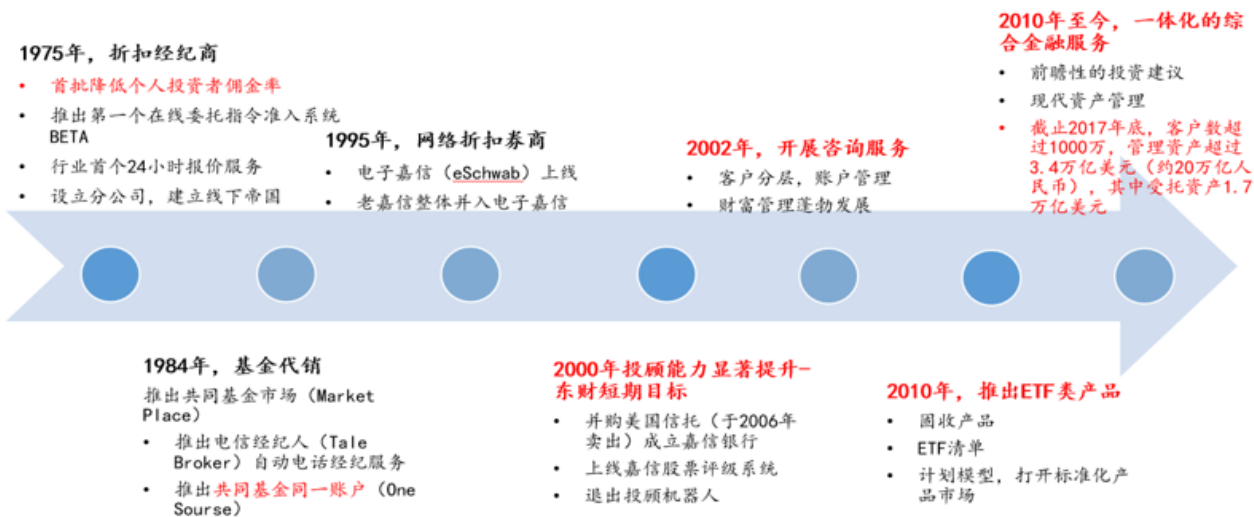 1975年，折扣经纪商
• 首批降低个人投资者佣金率
• 推出第一个在线委托指令准入系统
BETA
• 行业首个24小时报价服务
• 设立分公司，建立线下帝国
1984年，基金代销
推出共同基金市场（Market
Place）
• 推出电信经纪人（Tale
Broker）自动电话经纪服务
• 推出共同基金同一账户（One
Sourse）
1995年，网络折扣券商
• 电子嘉信（eSchwab）上线
• 老嘉信整体并入电子嘉信
2000年投顾能力显著提升-
东财短期目标
• 并购美国信托（于2006年
卖出）成立嘉信银行
• 上线嘉信股票评级系统
• 退出投顾机器人
2002年，开展咨询服务
• 客户分层，账户管理
• 财富管理蓬勃发展
2010年，推出ETF类产品
• 固收产品
• ETF清单
• 计划模型，打开标准化产
品市场
2010年至今，一体化的综
合金融服务
• 前瞻性的投资建议
• 现代资产管理
• 截止2017年底，客户数超
过1000万，管理资产超过
3.4万亿美元（约20万亿人
民币），其中受托资产1.7
万亿美元